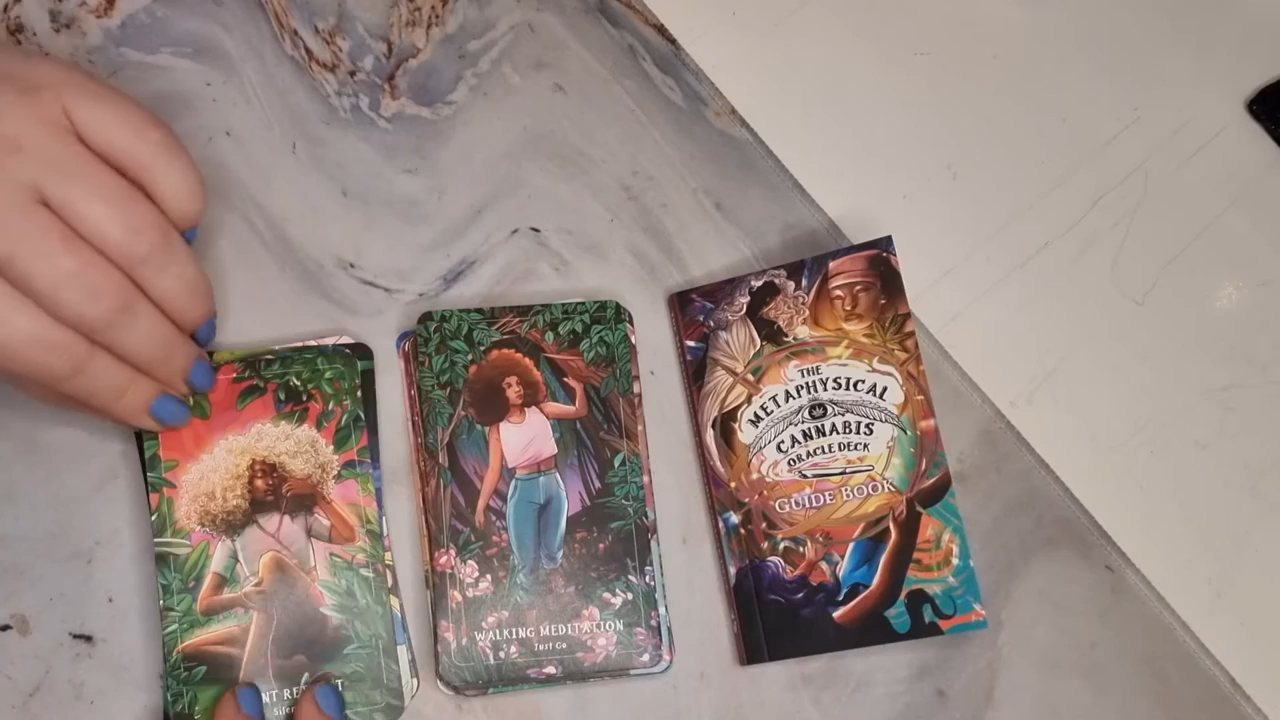 WALKING MEDITATION
Just Go
THE
METAPHYSICAL
CANNABIS
ORACLE DECK
GUIDE BOOK